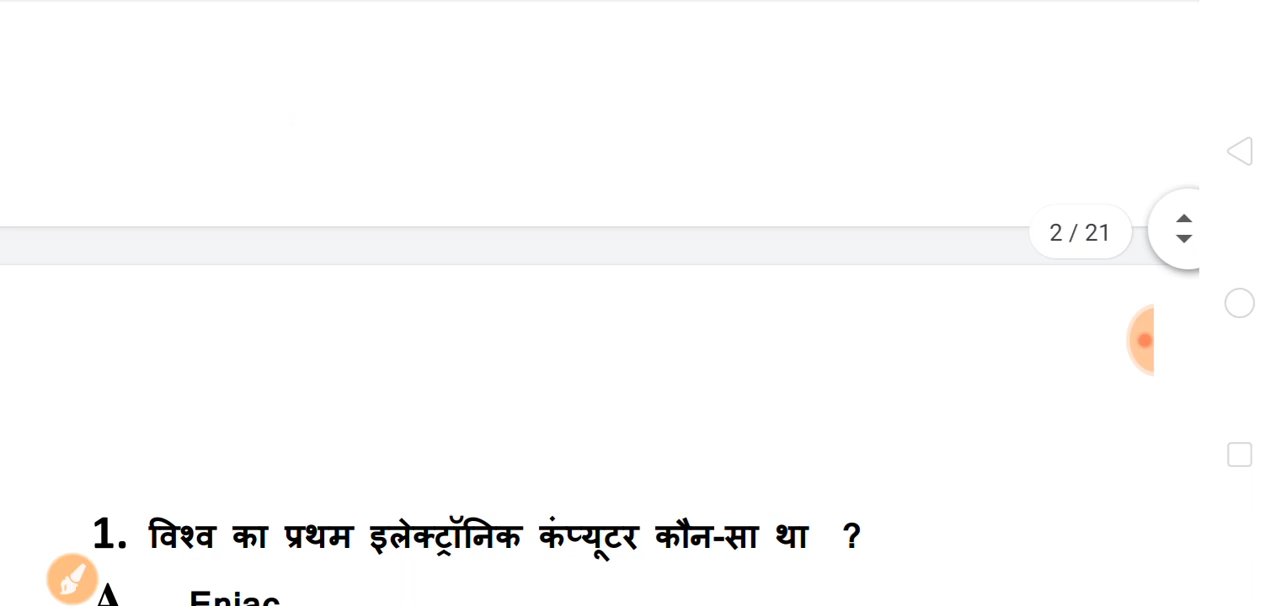 2 / 21
1. विश्व का प्रथम इलेक्ट्रॉनिक कंप्यूटर कौन-सा था ?
A Eniac